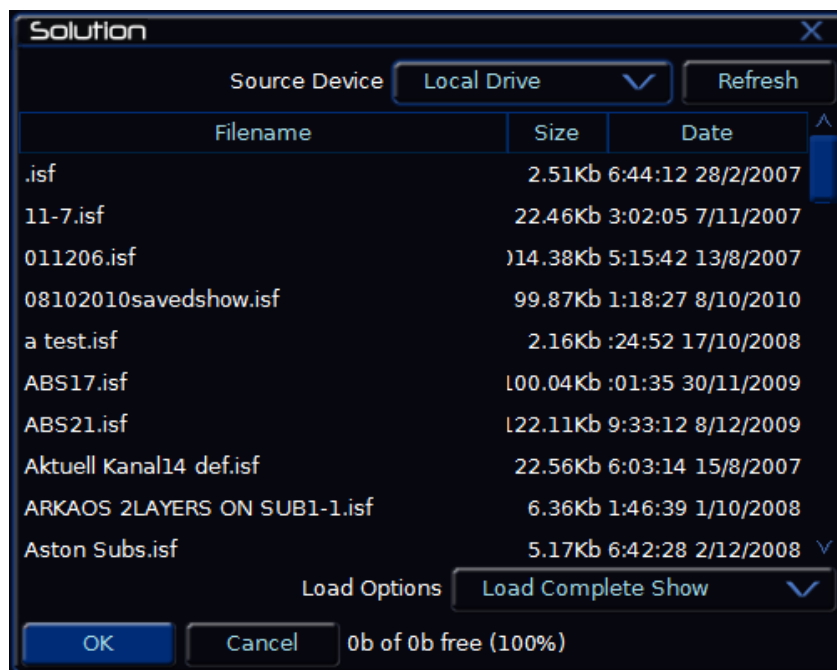 Solution
Source Device Local Drive Refresh
Filename Size Date
.isf 2.51Kb 6:44:12 28/2/2007
11-7.isf 22.46Kb 3:02:05 7/11/2007
011206.isf 014.38Kb 5:15:42 13/8/2007
08102010savedshow.isf 99.87Kb 1:18:27 8/10/2010
a test.isf 2.16Kb :24:52 17/10/2008
ABS17.isf 100.04Kb :01:35 30/11/2009
ABS21.isf 122.11Kb 9:33:12 8/12/2009
Aktuell Kanal14 def.isf 22.56Kb 6:03:14 15/8/2007
ARKAOS 2LAYERS ON SUB1-1.isf 6.36Kb 1:46:39 1/10/2008
Aston Subs.isf 5.17Kb 6:42:28 2/12/2008
Load Options Load Complete Show
OK Cancel 0b of 0b free (100%)